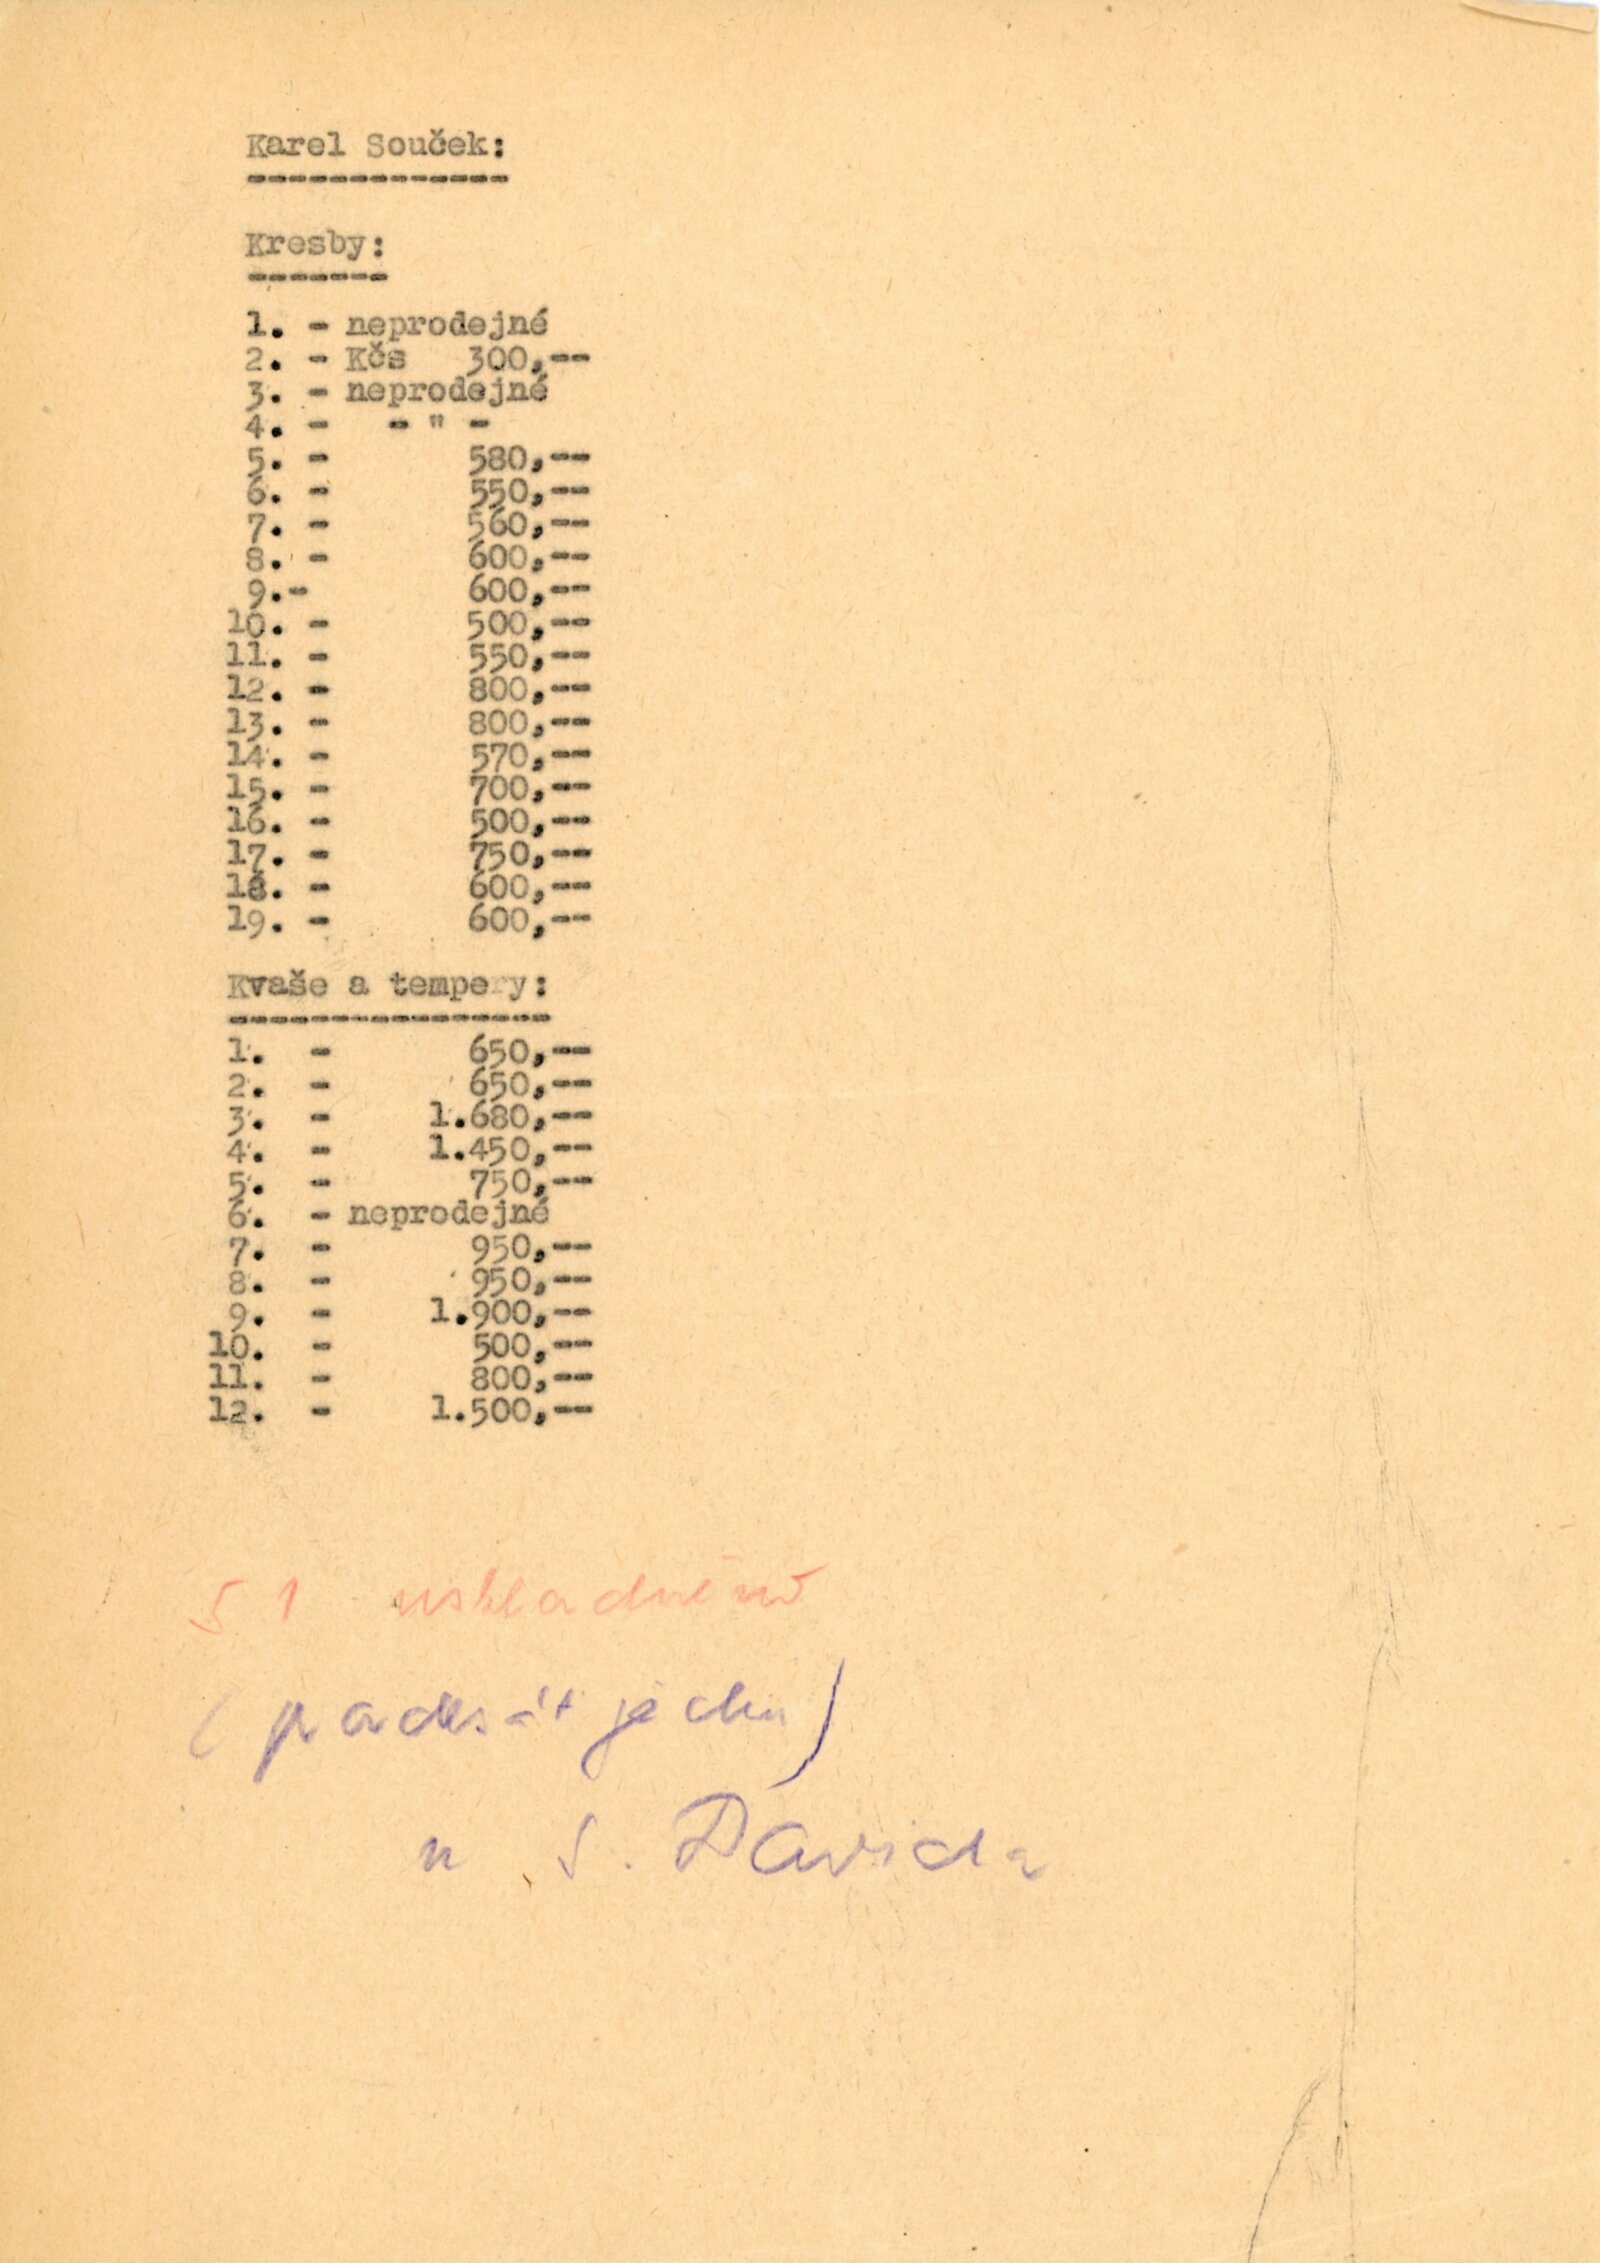 Karel Souček:
-------------
Kresby:
-------
1. - neprodejné
2. - Kčs 300,--
3. - neprodejné
4. - - " -
5. - 580,--
6. - 550,--
7. - 560,--
8. - 600,--
9.- 600,--
10. - 500,--
11. - 550,--
12. - 800,--
13. - 800,--
14. - 570,--
15. - 700,--
16. - 500,--
17. - 750,--
18. - 600,--
19. - 600,--
Kvaše a tempery:
----------------
1. - 650,--
2. - 650,--
3. - 1.680,--
4. - 1.450,--
5. - 750,--
6. - neprodejné
7. - 950,--
8. - 950,--
9. - 1.900,--
10. - 500,--
11. - 800,--
12. - 1.500,--
51 uskladněno
(padesát jedna)
u S. Davida